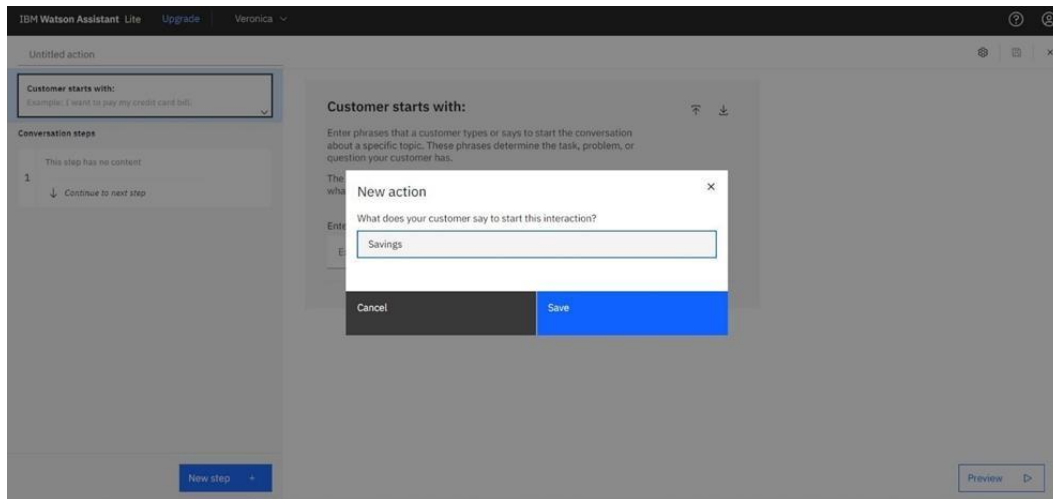 IBM Watson Assistant Lite Upgrade Veronica
Untitled action
Customer starts with:
Example: I want to pay my credit card bill.
Conversation steps
This step has no content
1
Continue to next step
New step +
Customer starts with:
Enter phrases that a customer types or says to start the conversation
about a specific topic. These phrases determine the task, problem, or
question your customer has.
The
wha
Ente
New action
What does your customer say to start this interaction?
Savings
Cancel
Save
Preview